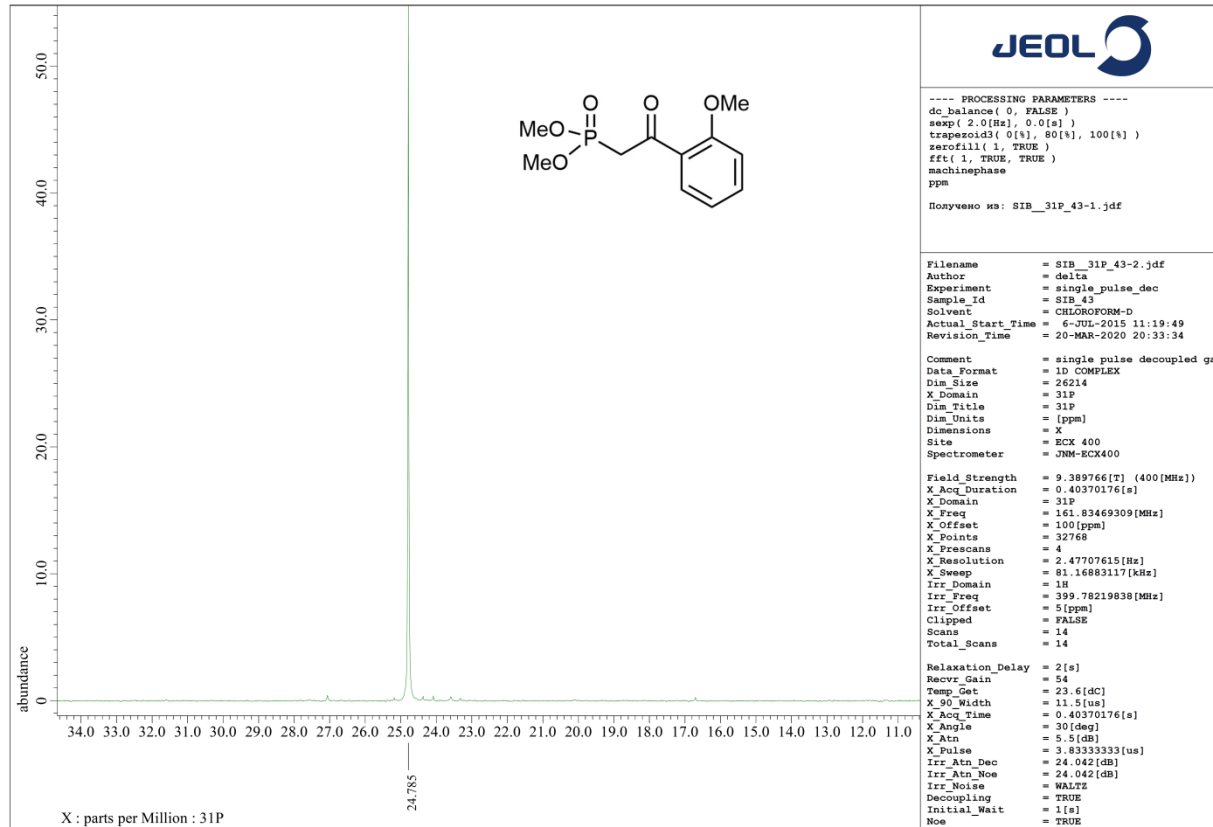 JEOL
---- PROCESSING PARAMETERS ----
dc_balance( 0, FALSE )
sexp( 2.0[Hz], 0.0[s] )
trapezoid3( 0[%], 80[%], 100[%] )
zerofill( 1, TRUE )
fft( 1, TRUE, TRUE )
machinephase
ppm
Получено из: SIB__31P_43-1.jdf
Filename = SIB__31P_43-2.jdf
Author = delta
Experiment = single_pulse_dec
Sample_Id = SIB_43
Solvent = CHLOROFORM-D
Actual_Start_Time = 6-JUL-2015 11:19:49
Revision_Time = 20-MAR-2020 20:33:34
Comment = single pulse decoupled ga
Data_Format = 1D COMPLEX
Dim_Size = 26214
X_Domain = 31P
Dim_Title = 31P
Dim_Units = [ppm]
Dimensions = X
Site = ECX 400
Spectrometer = JNM-ECX400
Field_Strength = 9.389766[T] (400[MHz])
X_Acq_Duration = 0.40370176[s]
X_Domain = 31P
X_Freq = 161.83469309[MHz]
X_Offset = 100[ppm]
X_Points = 32768
X_Prescans = 4
X_Resolution = 2.47707615[Hz]
X_Sweep = 81.16883117[kHz]
Irr_Domain = 1H
Irr_Freq = 399.78219838[MHz]
Irr_Offset = 5[ppm]
Clipped = FALSE
Scans = 14
Total_Scans = 14
Relaxation_Delay = 2[s]
Recvr_Gain = 54
Temp_Get = 23.6[dC]
X_90_Width = 11.5[us]
X_Acq_Time = 0.40370176[s]
X_Angle = 30[deg]
X_Atn = 5.5[dB]
X_Pulse = 3.83333333[us]
Irr_Atn_Dec = 24.042[dB]
Irr_Atn_Noe = 24.042[dB]
Irr_Noise = WALTZ
Decoupling = TRUE
Initial_Wait = 1[s]
Noe = TRUE
O O OMe
MeO P
MeO
50.0
40.0
30.0
20.0
10.0
0
abundance
34.0 33.0 32.0 31.0 30.0 29.0 28.0 27.0 26.0 25.0 24.0 23.0 22.0 21.0 20.0 19.0 18.0 17.0 16.0 15.0 14.0 13.0 12.0 11.0
24.785
X : parts per Million : 31P